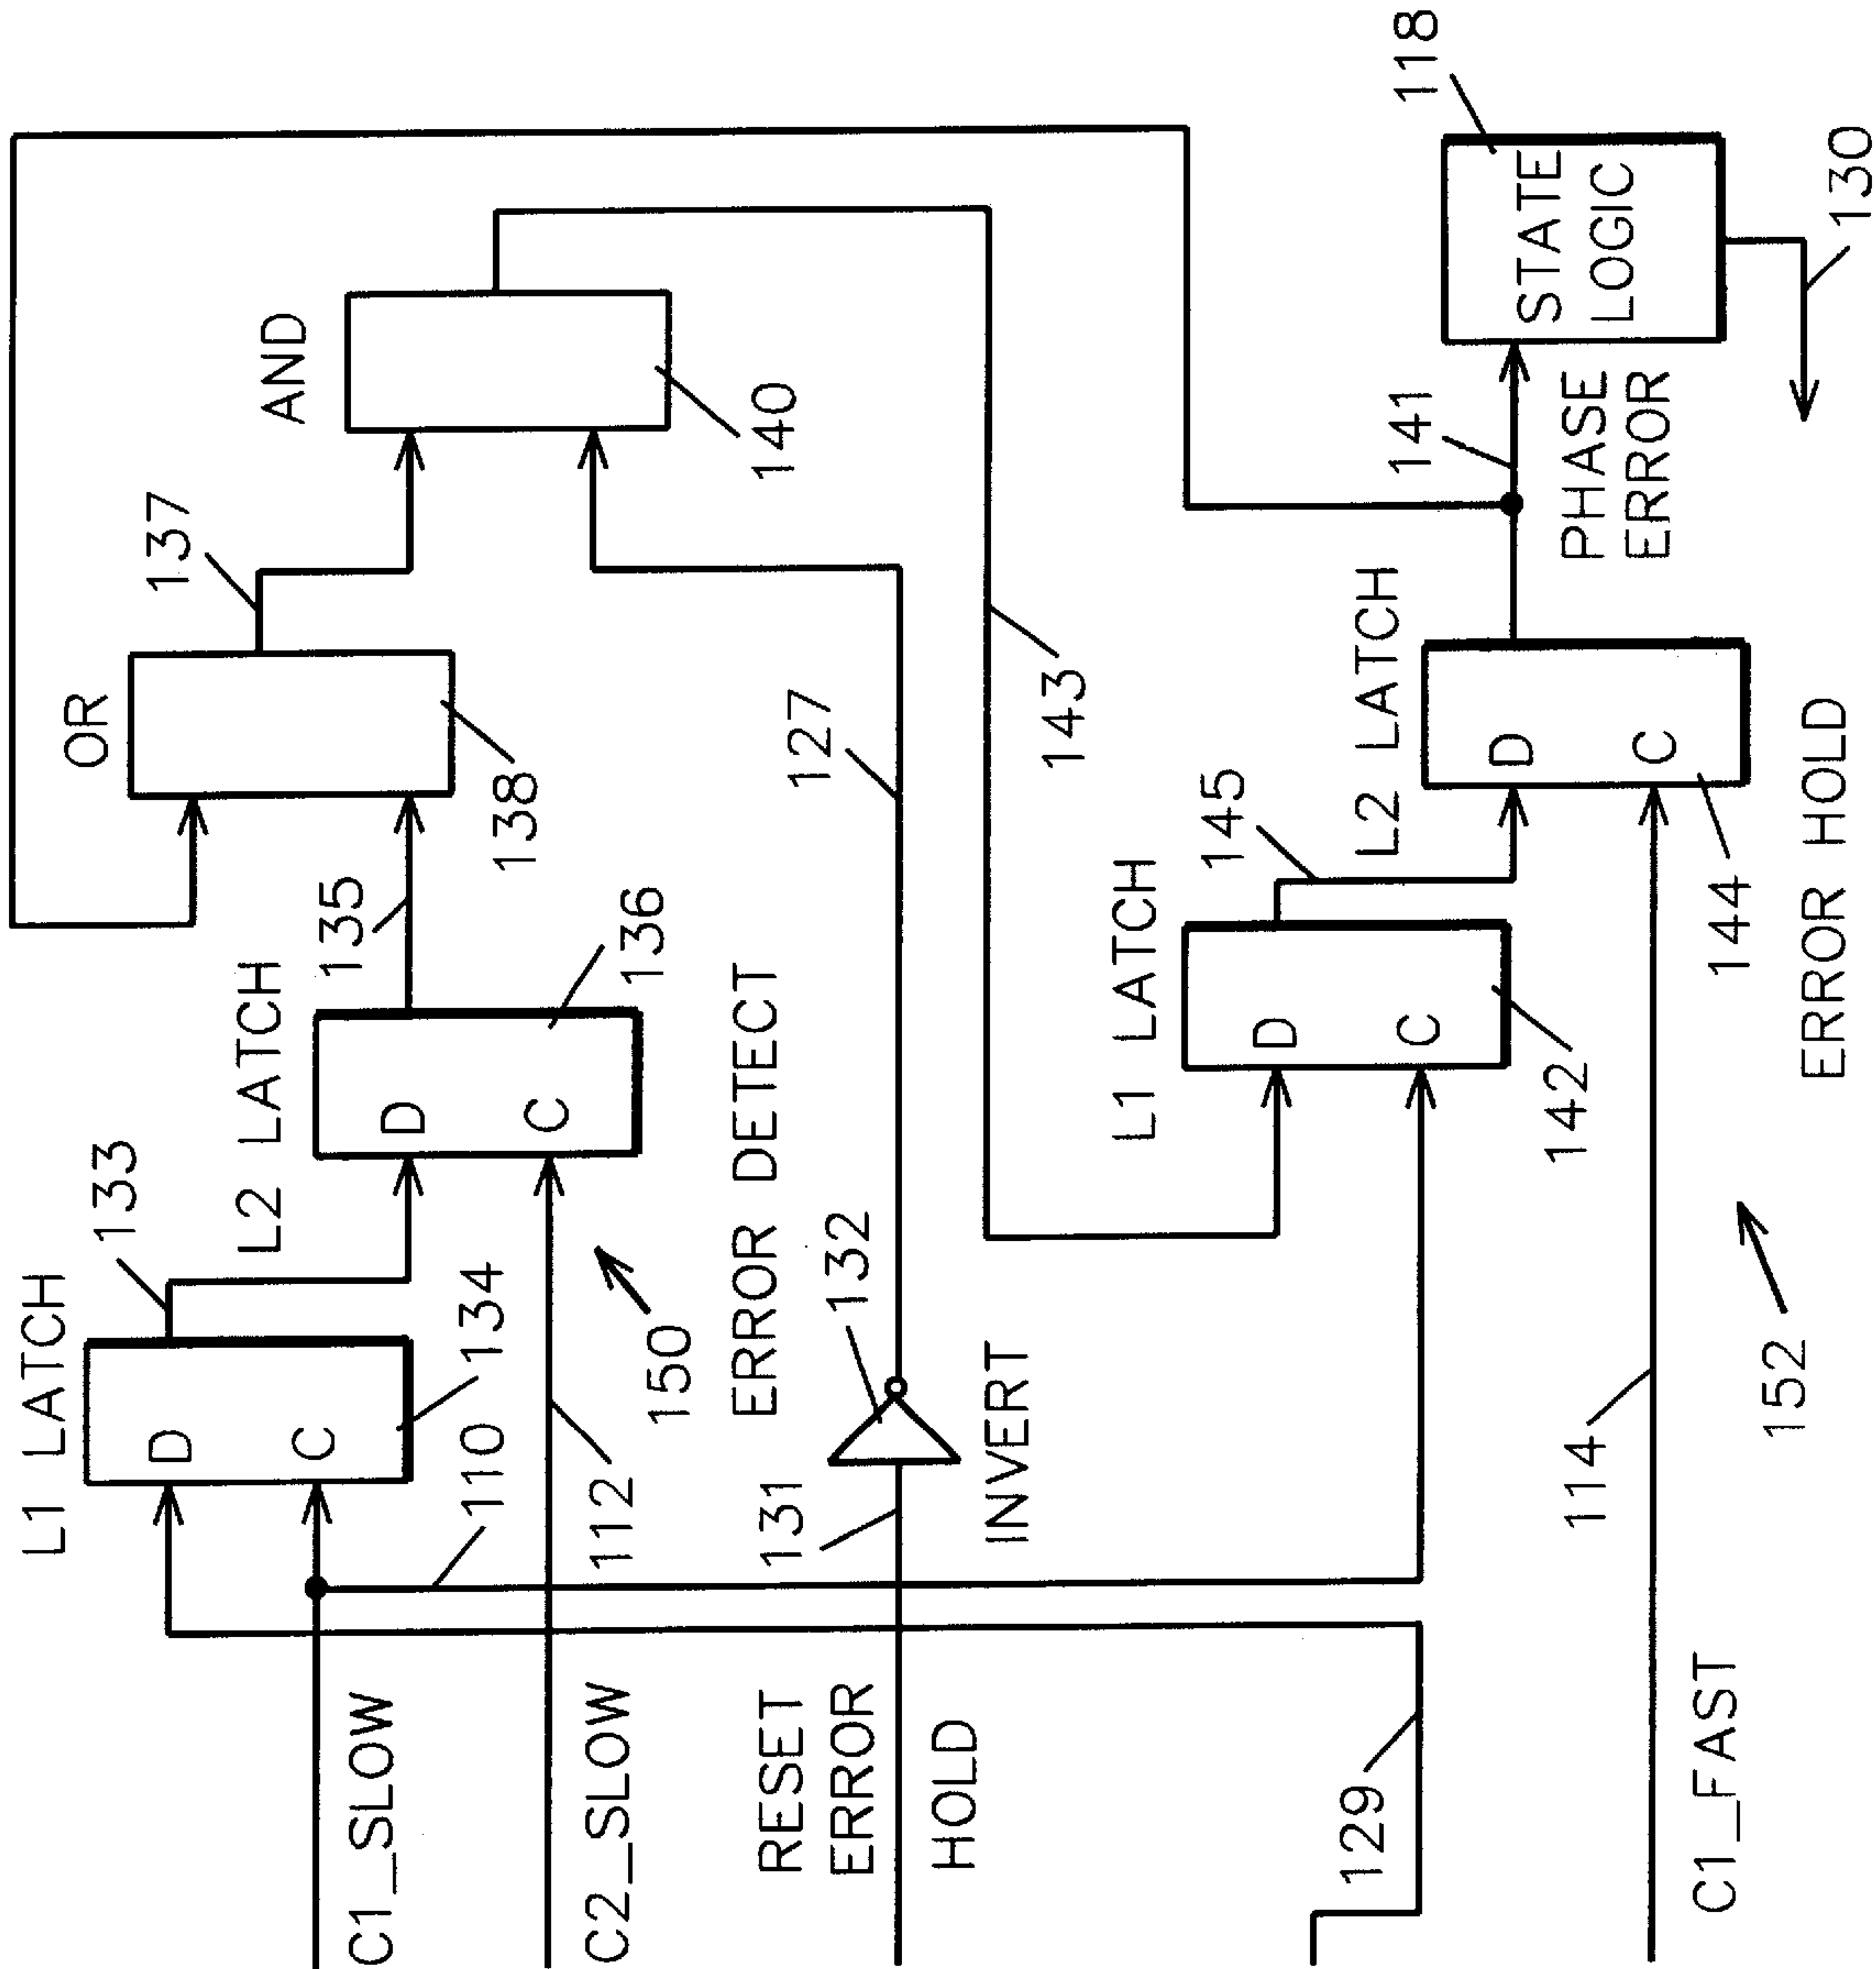 L1 LATCH
133
D
C
134
110
L2 LATCH
135
D
C
136
OR
137
138
AND
140
C1_SLOW
C2_SLOW
112
150
ERROR DETECT
RESET
ERROR
HOLD
131
132
INVERT
127
143
129
L1 LATCH
145
D
C
142
L2 LATCH
D
C
144
141
PHASE
ERROR
STATE
LOGIC
118
130
C1_FAST
114
152
ERROR HOLD